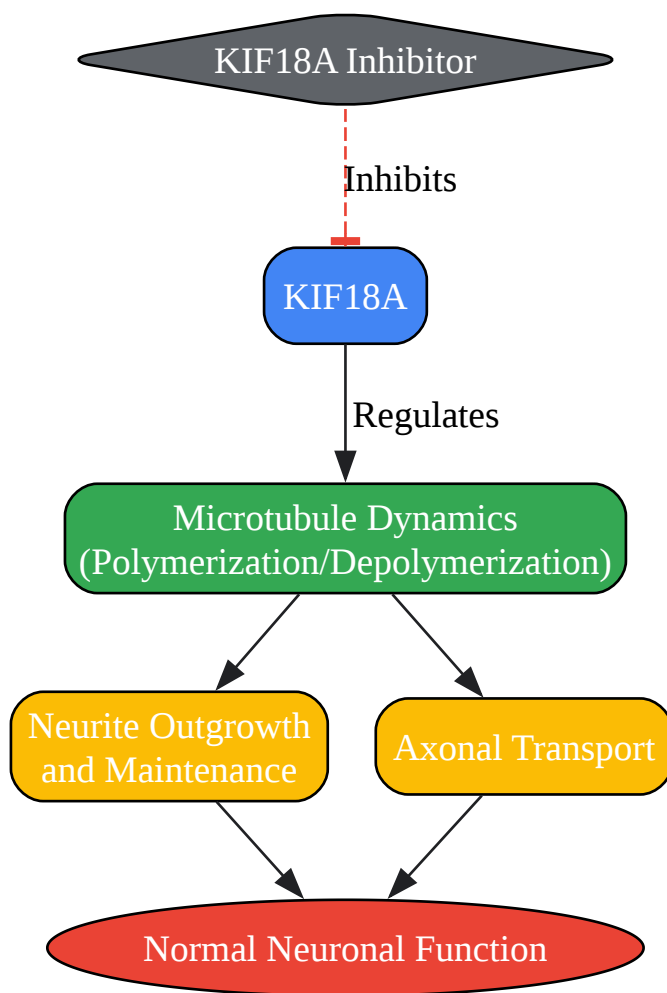 KIF18A Inhibitor
Inhibits
KIF18A
Regulates
Microtubule Dynamics
(Polymerization/Depolymerization)
Neurite Outgrowth
and Maintenance
Axonal Transport
Normal Neuronal Function